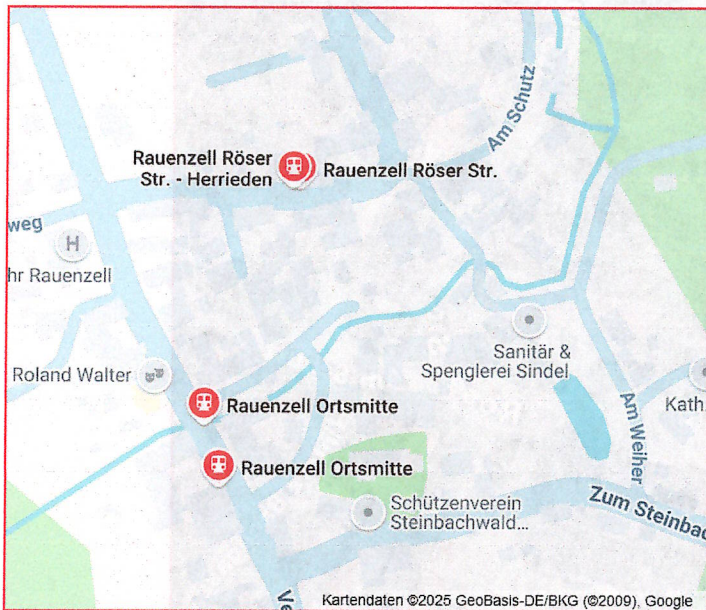 Am Schutz
Rauenzell Röser
Str. - Herrieden
Rauenzell Röser Str.
weg
H
hr Rauenzell
Sanitär &
Spenglerei Sindel
Roland Walter
Kath.
Rauenzell Ortsmitte
Am Weiher
Rauenzell Ortsmitte
Zum Steinbac
Schützenverein
Steinbachwald...
Ve
Kartendaten ©2025 GeoBasis-DE/BKG (©2009), Google